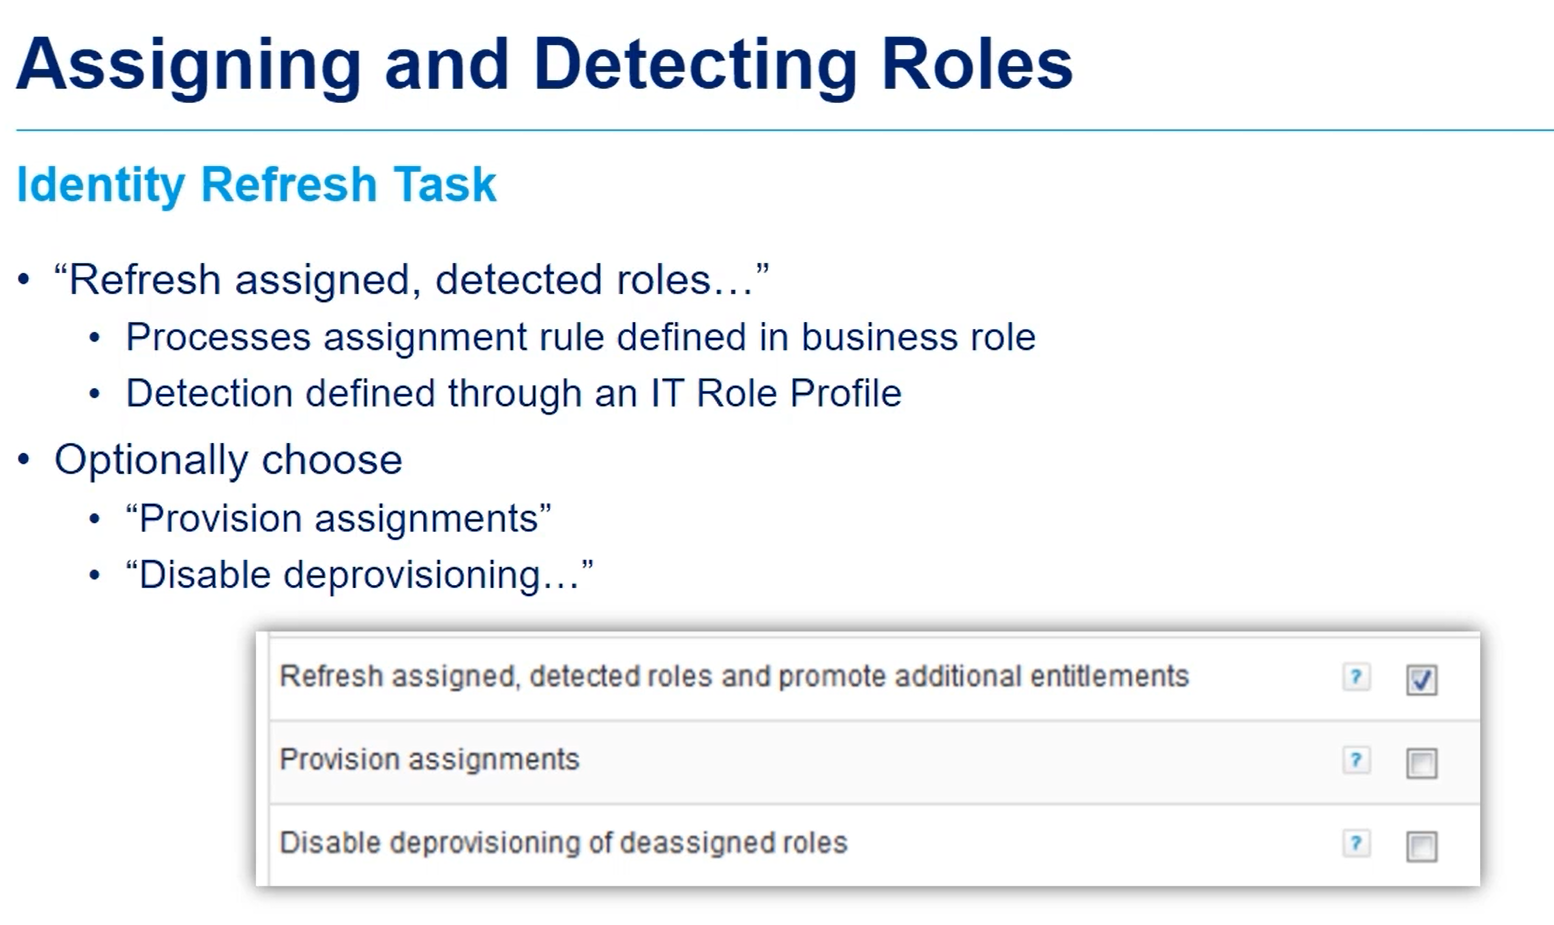 Assigning and Detecting Roles
Identity Refresh Task
• “Refresh assigned, detected roles…”
• Processes assignment rule defined in business role
• Detection defined through an IT Role Profile
• Optionally choose
• “Provision assignments”
• “Disable deprovisioning…”
Refresh assigned, detected roles and promote additional entitlements ?
Provision assignments ?
Disable deprovisioning of deassigned roles ?